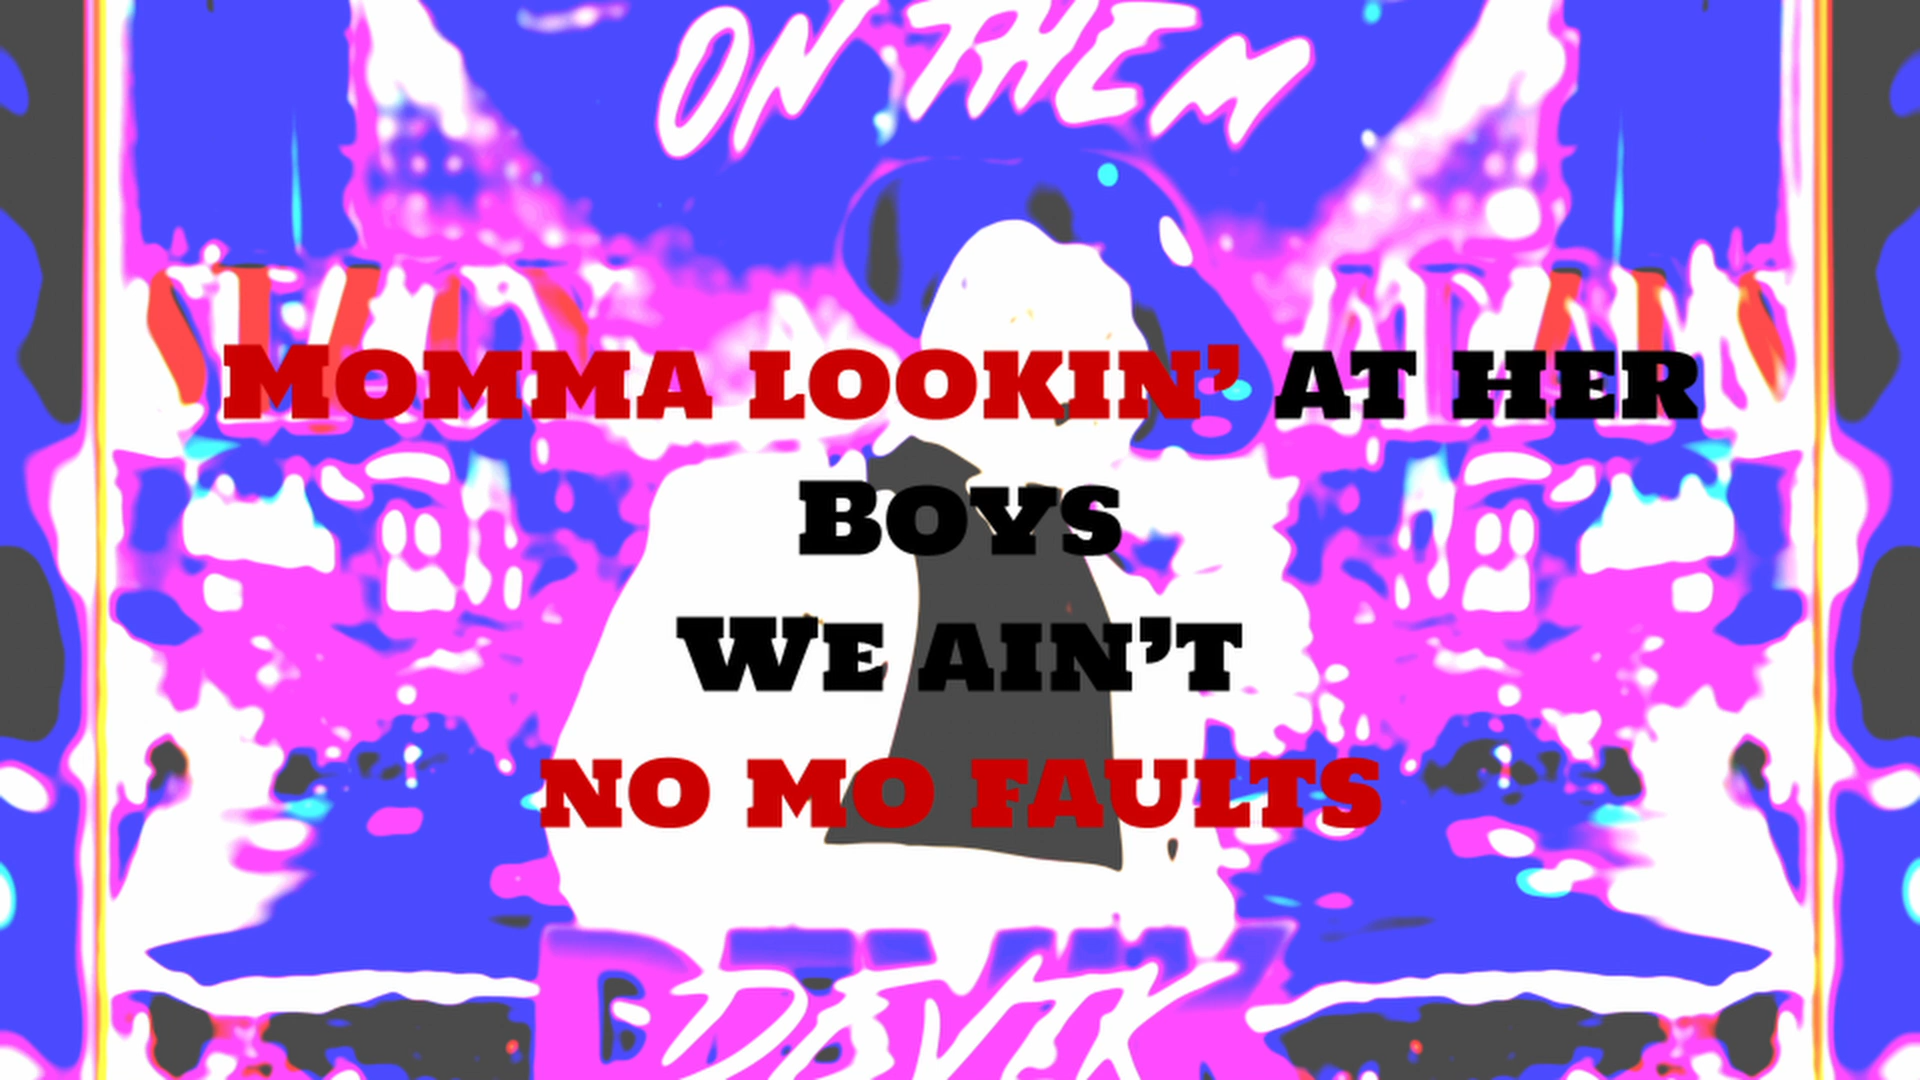 ON THEM
MOMMA LOOKIN’ AT HER
BOYS
WE AIN’T
NO MO FAULTS